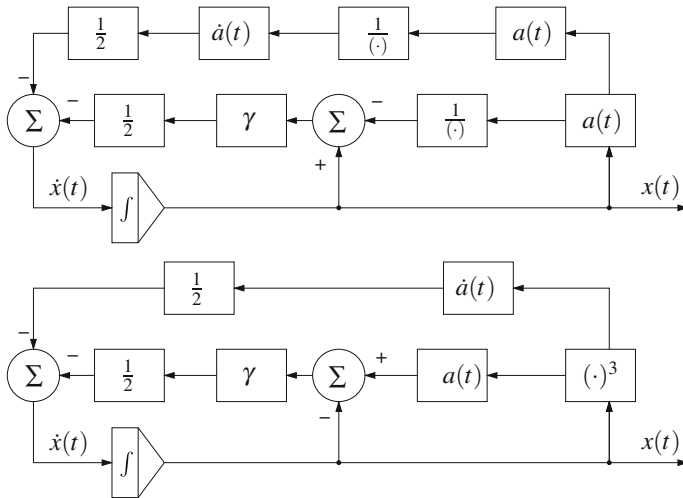 1/2 ȧ(t) 1/(·) a(t)
−
Σ − 1/2 γ Σ − 1/(·) a(t)
+
ẋ(t) x(t)
∫
1/2 ȧ(t)
−
Σ − 1/2 γ Σ + a(t) (·)³
−
ẋ(t) x(t)
∫